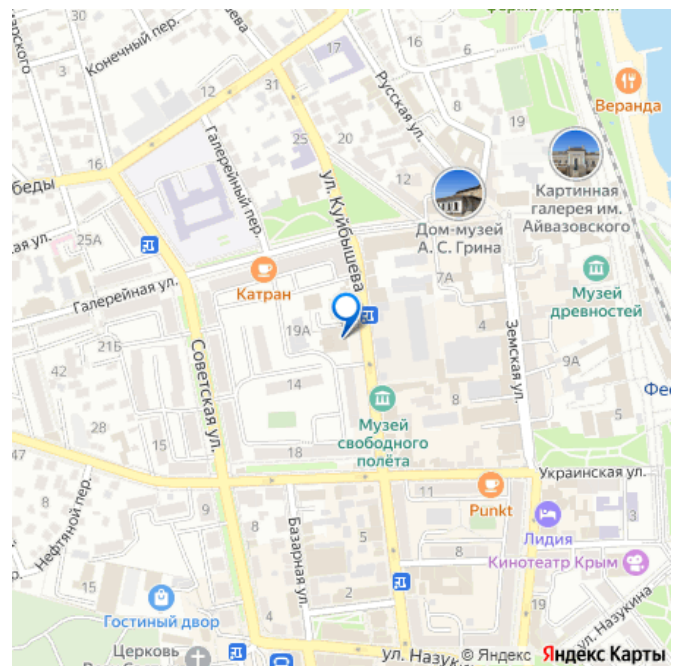 Конечный пер.
17
16
12
31
Русская ул.
8
6
19
Веранда
Галерейный пер.
25
20
ул. Куйбышева
16
12
Картинная
галерея им.
Айвазовского
Дом-музей
А. С. Грина
25А
Катран
Галерейная ул.
7А
Музей
древностей
19А
4
Земская ул.
21Б
Советская ул.
9А
42
14
Музей
свободного
полёта
8
5
28
15
18
47
Украинская ул.
Нефтяной пер.
9
8
11
Punkt
Лидия
3
Базарная ул.
5
8
Кинотеатр Крым
15
2
Гостиный двор
19
ул. Назукина
Церковь
ул. Назукина
© Яндекс Яндекс Карты